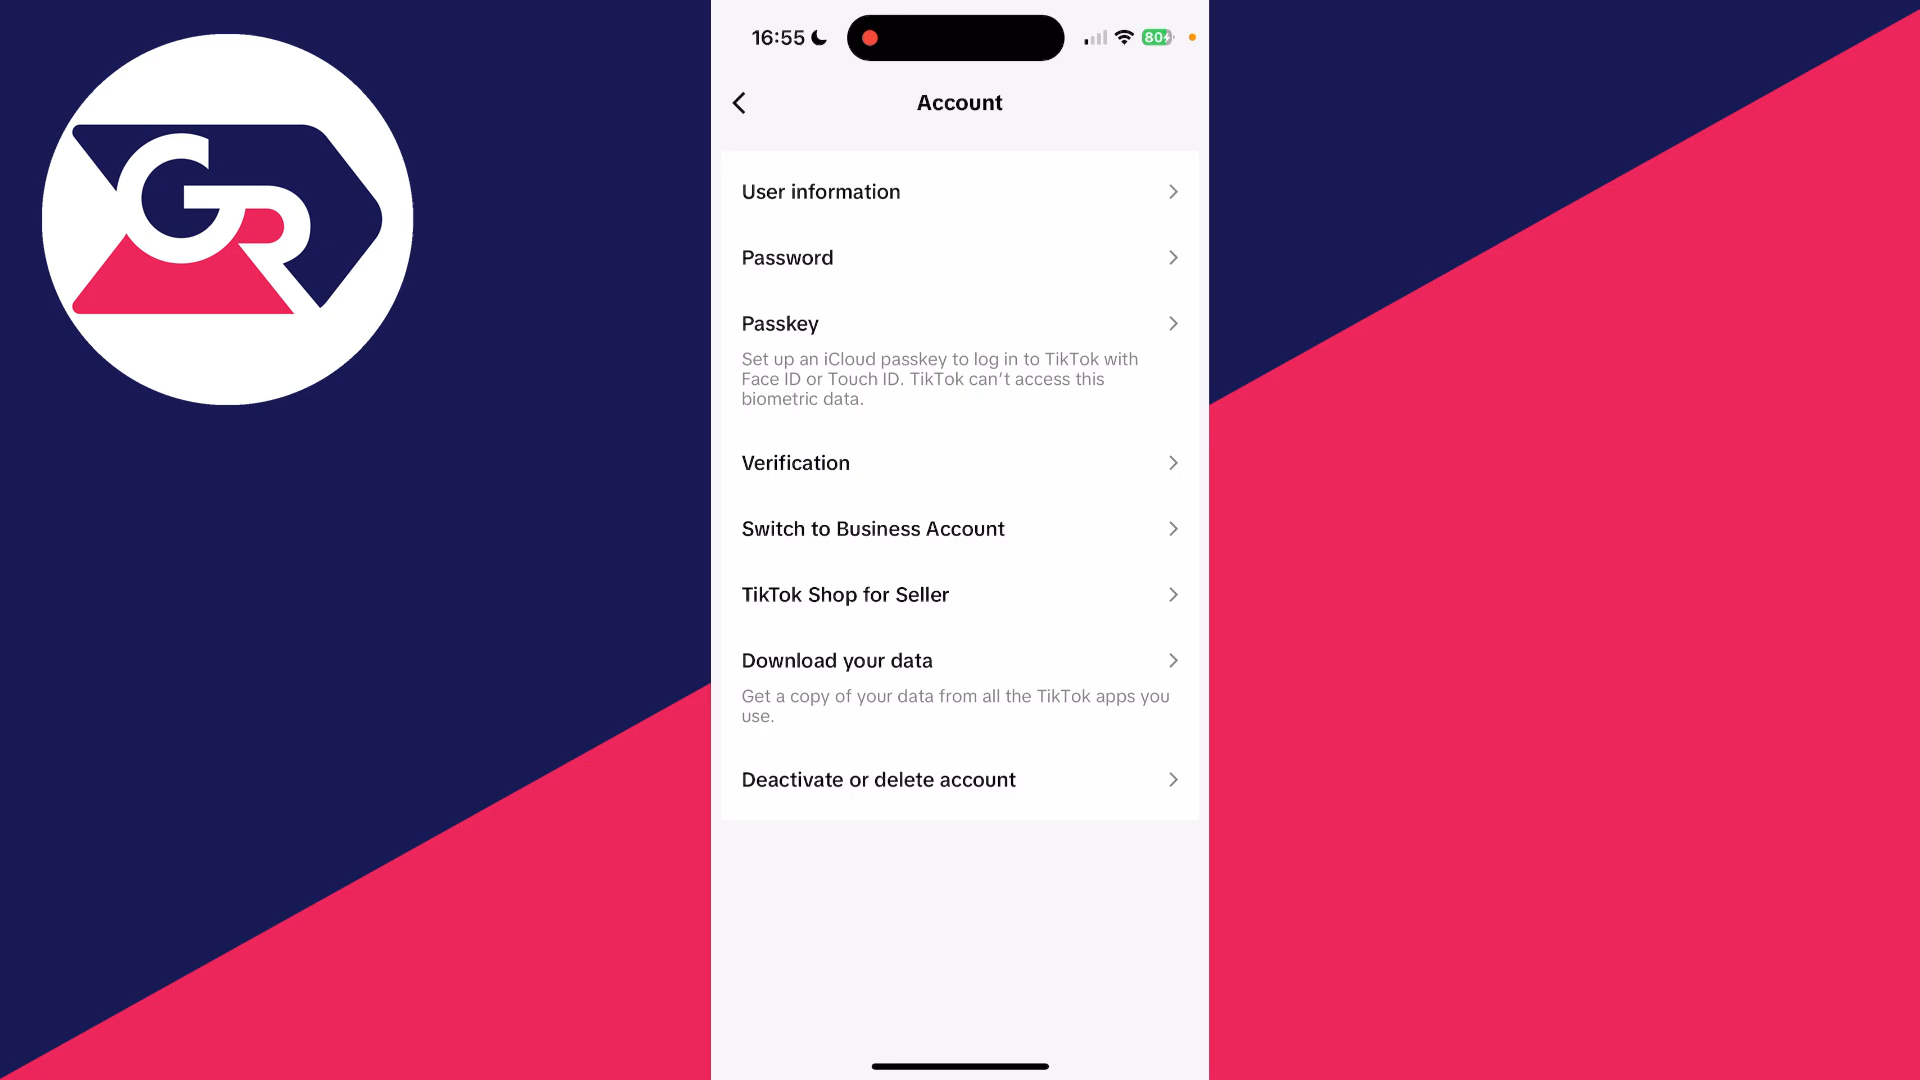 GR
16:55
80
Account
User information
Password
Passkey
Set up an iCloud passkey to log in to TikTok with
Face ID or Touch ID. TikTok can’t access this
biometric data.
Verification
Switch to Business Account
TikTok Shop for Seller
Download your data
Get a copy of your data from all the TikTok apps you
use.
Deactivate or delete account